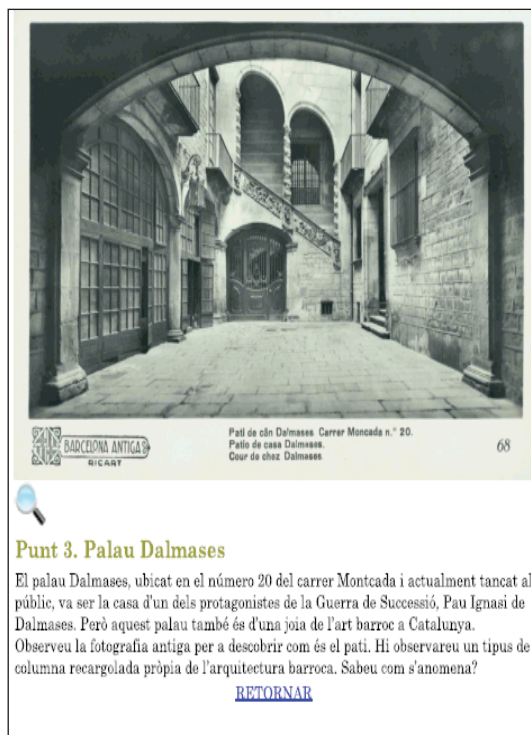 Pati de cân Dalmases Carrer Moncada n.° 20.
Patio de casa Dalmases.
Cour de chez Dalmases
BARCELONA ANTIGA
RICART
68
Punt 3. Palau Dalmases
El palau Dalmases, ubicat en el número 20 del carrer Montcada i actualment tancat al
públic, va ser la casa d'un dels protagonistes de la Guerra de Successió, Pau Ignasi de
Dalmases. Però aquest palau també és d'una joia de l'art barroc a Catalunya.
Observeu la fotografia antiga per a descobrir com és el pati. Hi observareu un tipus de
columna recargolada pròpia de l'arquitectura barroca. Sabeu com s'anomena?
RETORNAR